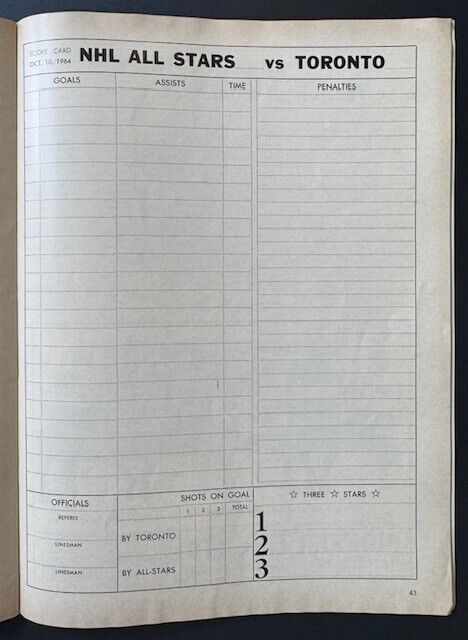 SCORE CARD
OCT. 10, 1964
NHL ALL STARS vs TORONTO
GOALS ASSISTS TIME PENALTIES
OFFICIALS
REFEREE
LINESMAN
LINESMAN
SHOTS ON GOAL
1 2 3 TOTAL
BY TORONTO
BY ALL-STARS
☆ THREE ☆ STARS ☆
1
2
3
43